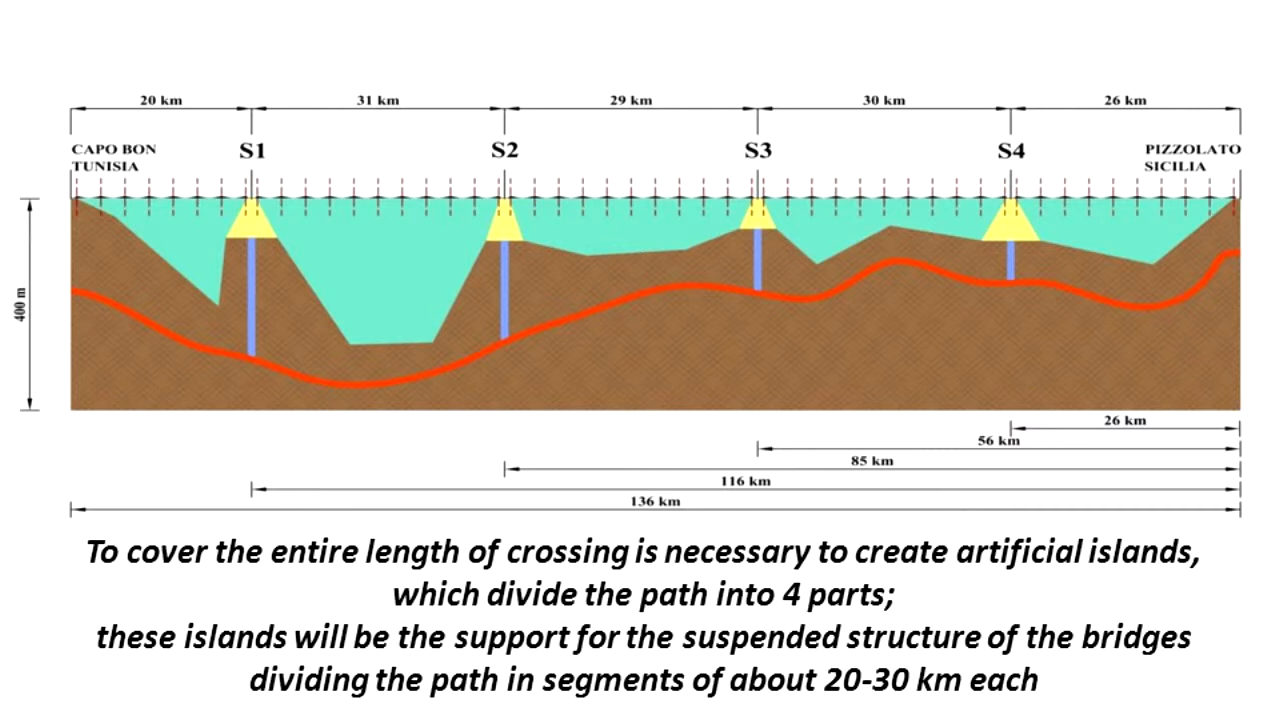 20 km 31 km 29 km 30 km 26 km
CAPO BON
TUNISIA
S1 S2 S3 S4
PIZZOLATO
SICILIA
400 m
26 km
56 km
85 km
116 km
136 km
To cover the entire length of crossing is necessary to create artificial islands,
which divide the path into 4 parts;
these islands will be the support for the suspended structure of the bridges
dividing the path in segments of about 20-30 km each